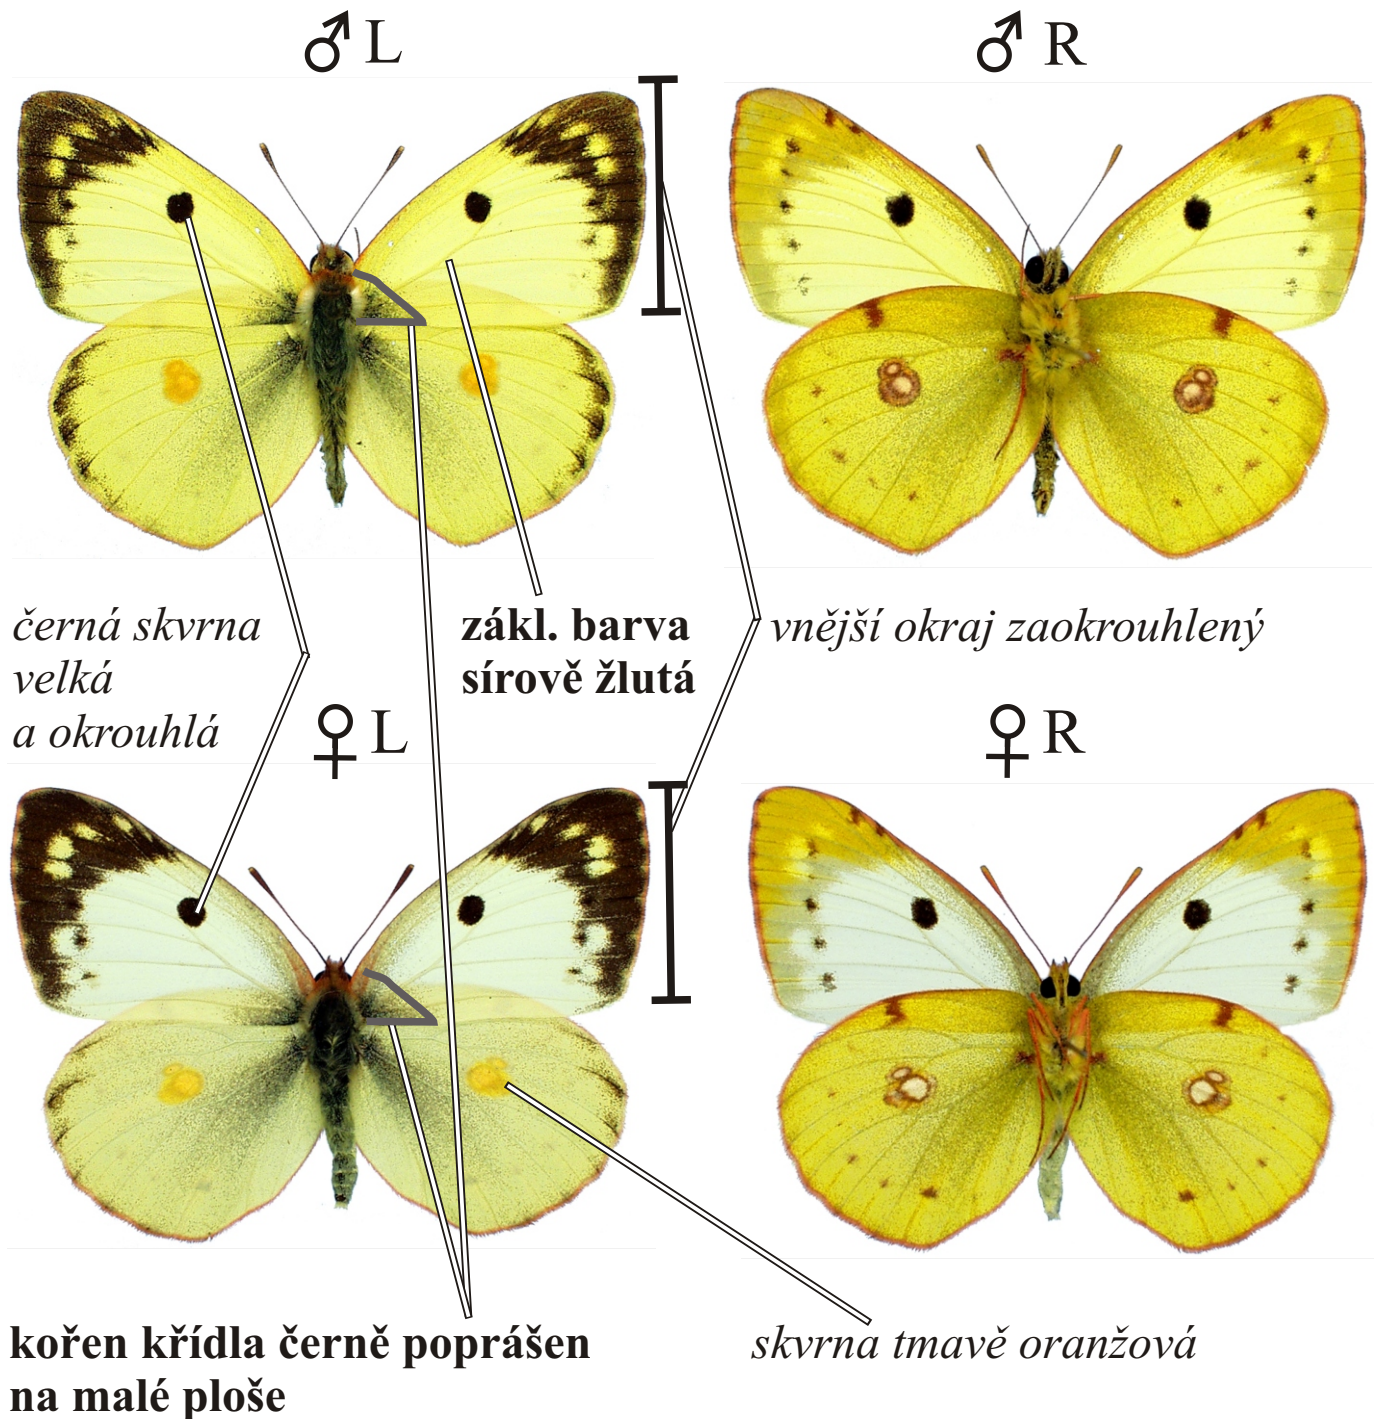 ♂ L
♂ R
černá skvrna
velká
a okrouhlá
zákl. barva
sírově žlutá
vnější okraj zaokrouhlený
♀ L
♀ R
kořen křídla černě poprášen
na malé ploše
skvrna tmavě oranžová